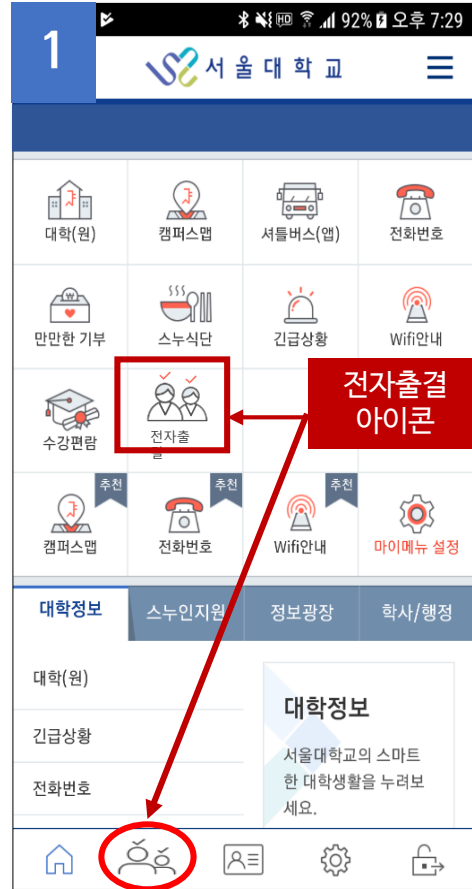 1
HD 92% 오후 7:29
서울대학교
대학(원)
캠퍼스맵
셔틀버스(앱)
전화번호
만만한 기부
스누식단
긴급상황
Wifi안내
수강편람
전자출
전자출결
아이콘
추천
캠퍼스맵
추천
전화번호
추천
Wifi안내
마이메뉴 설정
대학정보
스누인지원
정보광장
학사/행정
대학(원)
긴급상황
전화번호
대학정보
서울대학교의 스마트
한 대학생활을 누려보
세요.